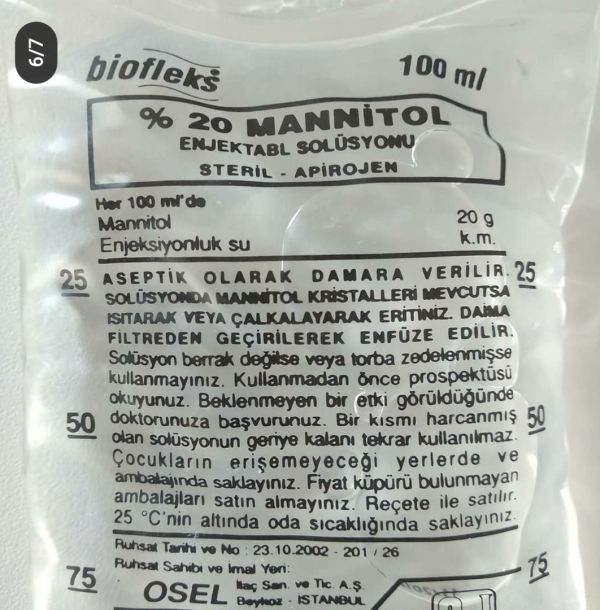 6/7
biofleks
100 ml
% 20 MANNİTOL
ENJEKTABL SOLÜSYONU
STERİL - APİROJEN
Her 100 ml'de
Mannitol 20 g
Enjeksiyonluk su k.m.
25 ASEPTİK OLARAK DAMARA VERİLİR. 25
SOLÜSYONDA MANNİTOL KRİSTALLERİ MEVCUTSA
ISITARAK VEYA ÇALKALAYARAK ERİTİNİZ. DAİMA
FİLTREDEN GEÇİRİLEREK ENFÜZE EDİLİR.
Solüsyon berrak değilse veya torba zedelenmişse
kullanmayınız. Kullanmadan önce prospektüsü
okuyunuz. Beklenmeyen bir etki görüldüğünde
50 doktorunuza başvurunuz. Bir kısmı harcanmış 50
olan solüsyonun geriye kalanı tekrar kullanılmaz.
Çocukların erişemeyeceği yerlerde ve
ambalajında saklayınız. Fiyat küpürü bulunmayan
ambalajları satın almayınız. Reçete ile satılır.
25 °C'nin altında oda sıcaklığında saklayınız.
Ruhsat Tarihi ve No : 23.10.2002 - 201 / 26
Ruhsat Sahibi ve İmal Yeri:
75 OSEL İlaç San. ve Tic. A.Ş. 75
Beykoz - İSTANBUL